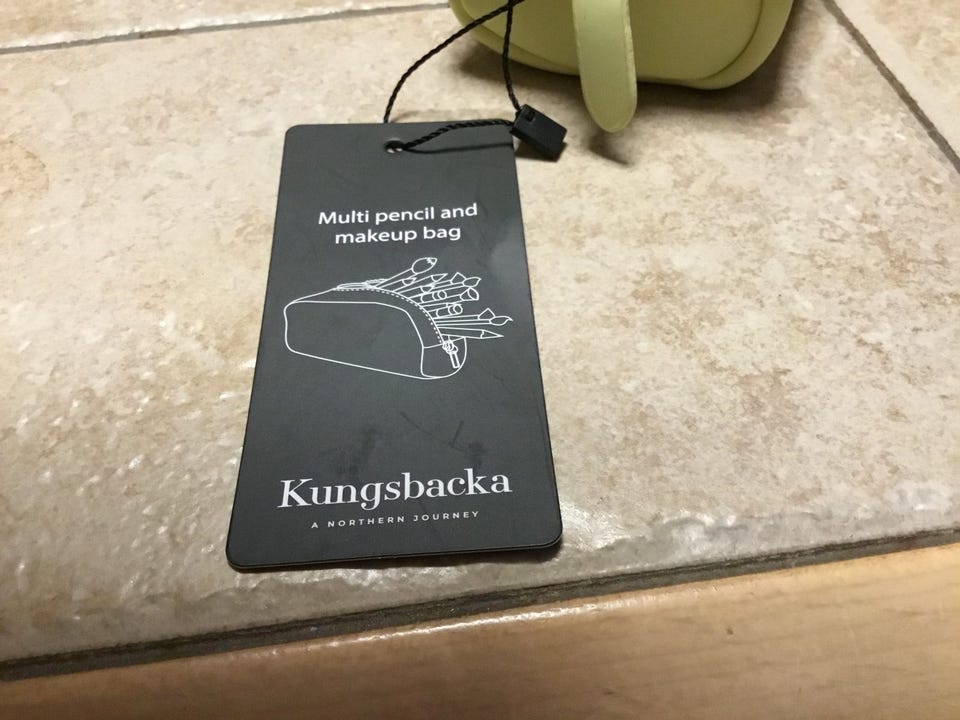 Multi pencil and
makeup bag
Kungsbacka
A NORTHERN JOURNEY